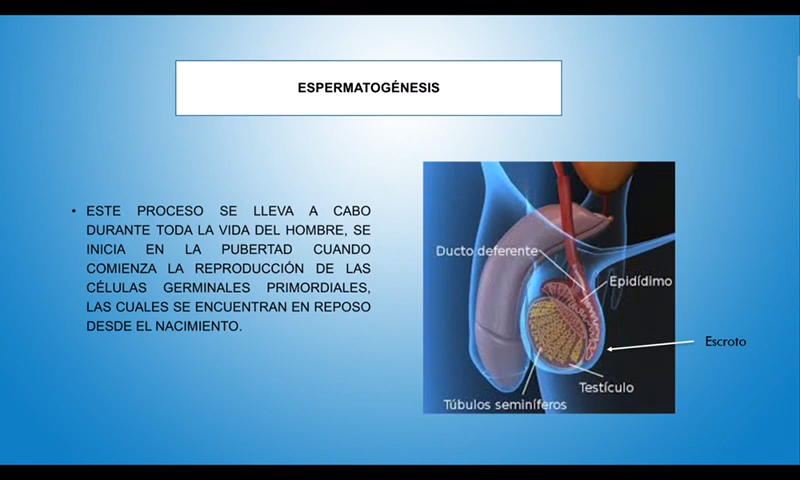 ESPERMATOGÉNESIS
• ESTE PROCESO SE LLEVA A CABO
DURANTE TODA LA VIDA DEL HOMBRE, SE
INICIA EN LA PUBERTAD CUANDO
COMIENZA LA REPRODUCCIÓN DE LAS
CÉLULAS GERMINALES PRIMORDIALES,
LAS CUALES SE ENCUENTRAN EN REPOSO
DESDE EL NACIMIENTO.
Ducto deferente
Epidídimo
Escroto
Testículo
Túbulos seminíferos